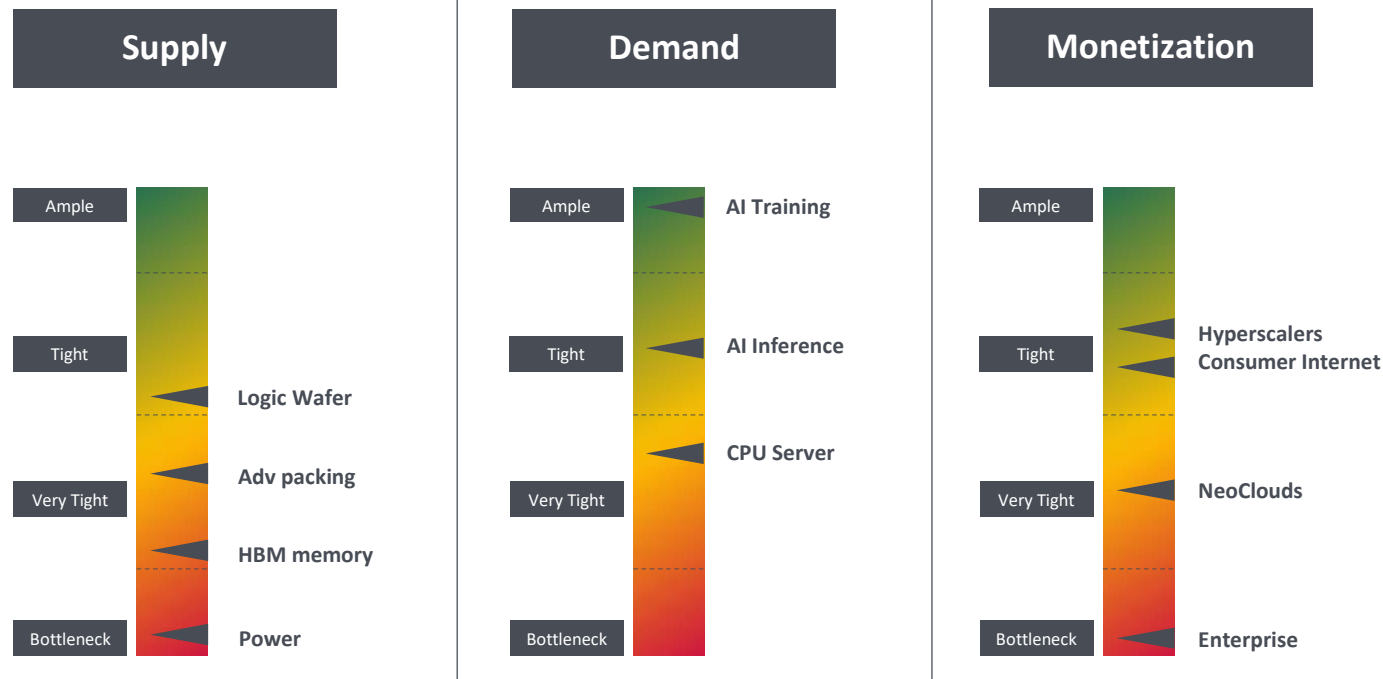 Supply
Ample
Tight
Logic Wafer
Adv packing
Very Tight
HBM memory
Bottleneck
Power
Demand
Ample
AI Training
Tight
AI Inference
CPU Server
Very Tight
Bottleneck
Monetization
Ample
Hyperscalers
Tight
Consumer Internet
Very Tight
NeoClouds
Bottleneck
Enterprise